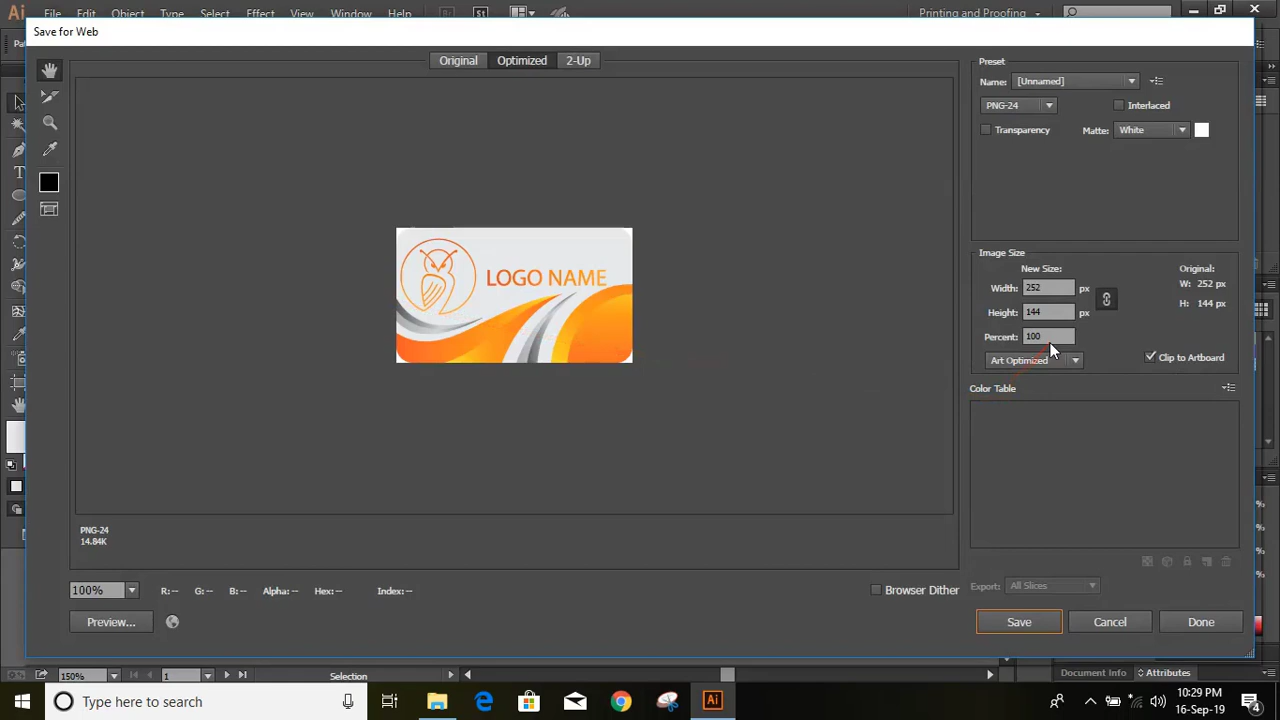 Ai File Edit Object Type Select Effect View Window Help Br St Printing and Proofing
Save for Web
Original Optimized 2-Up
Preset
Name: [Unnamed]
PNG-24 Interlaced
Transparency Matte: White
LOGO NAME
Image Size
New Size: Original:
Width: 252 px W: 252 px
Height: 144 px H: 144 px
Percent: 100
Art Optimized Clip to Artboard
Color Table
PNG-24
14.84K
100% R: -- G: -- B: -- Alpha: -- Hex: -- Index: -- Browser Dither Export: All Slices
Preview... Save Cancel Done
150% 1 Selection Document Info Attributes
Type here to search Ai 10:29 PM
16-Sep-19 4